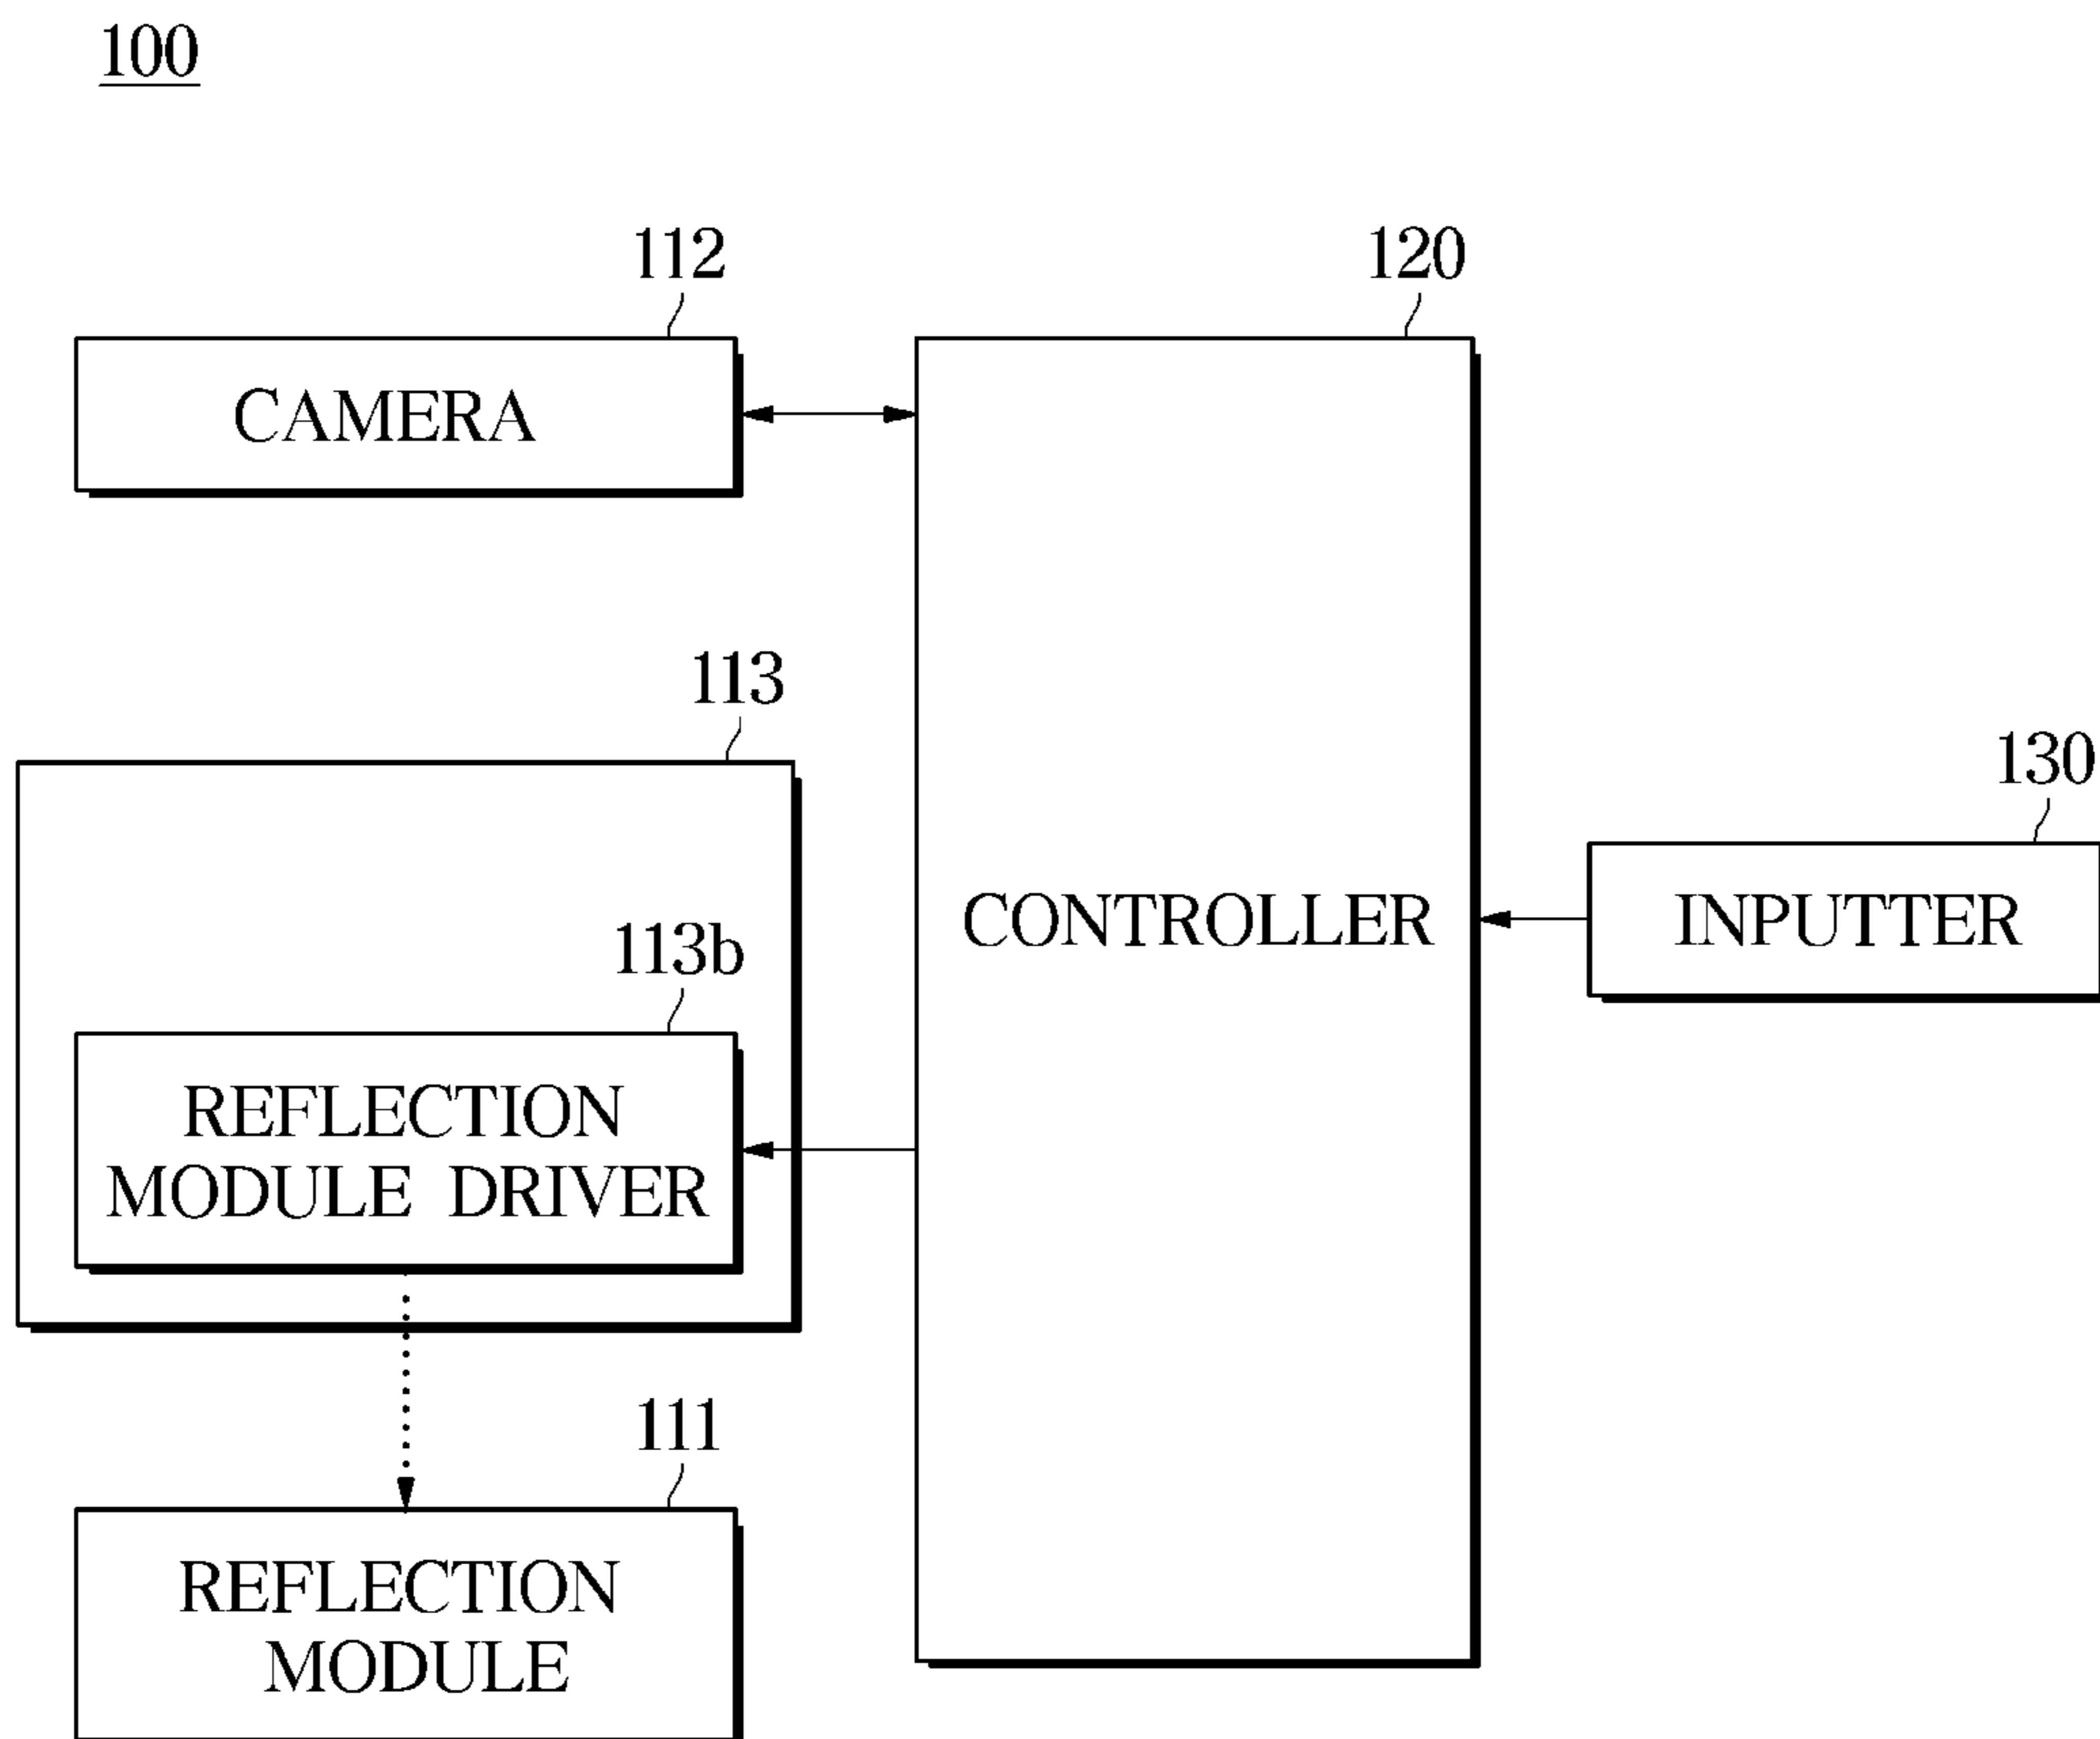 100
112
120
CAMERA
113
130
CONTROLLER
INPUTTER
113b
REFLECTION
MODULE DRIVER
111
REFLECTION
MODULE